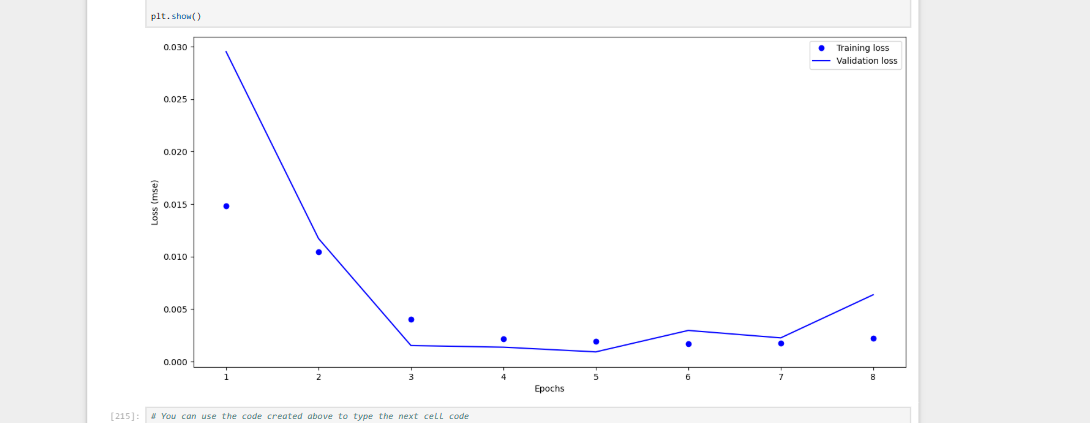 plt.show()
0.030
0.025
0.020
0.015
0.010
0.005
0.000
Loss (mse)
Training loss
Validation loss
1 2 3 4 5 6 7 8
Epochs
[215]: # You can use the code created above to type the next cell code